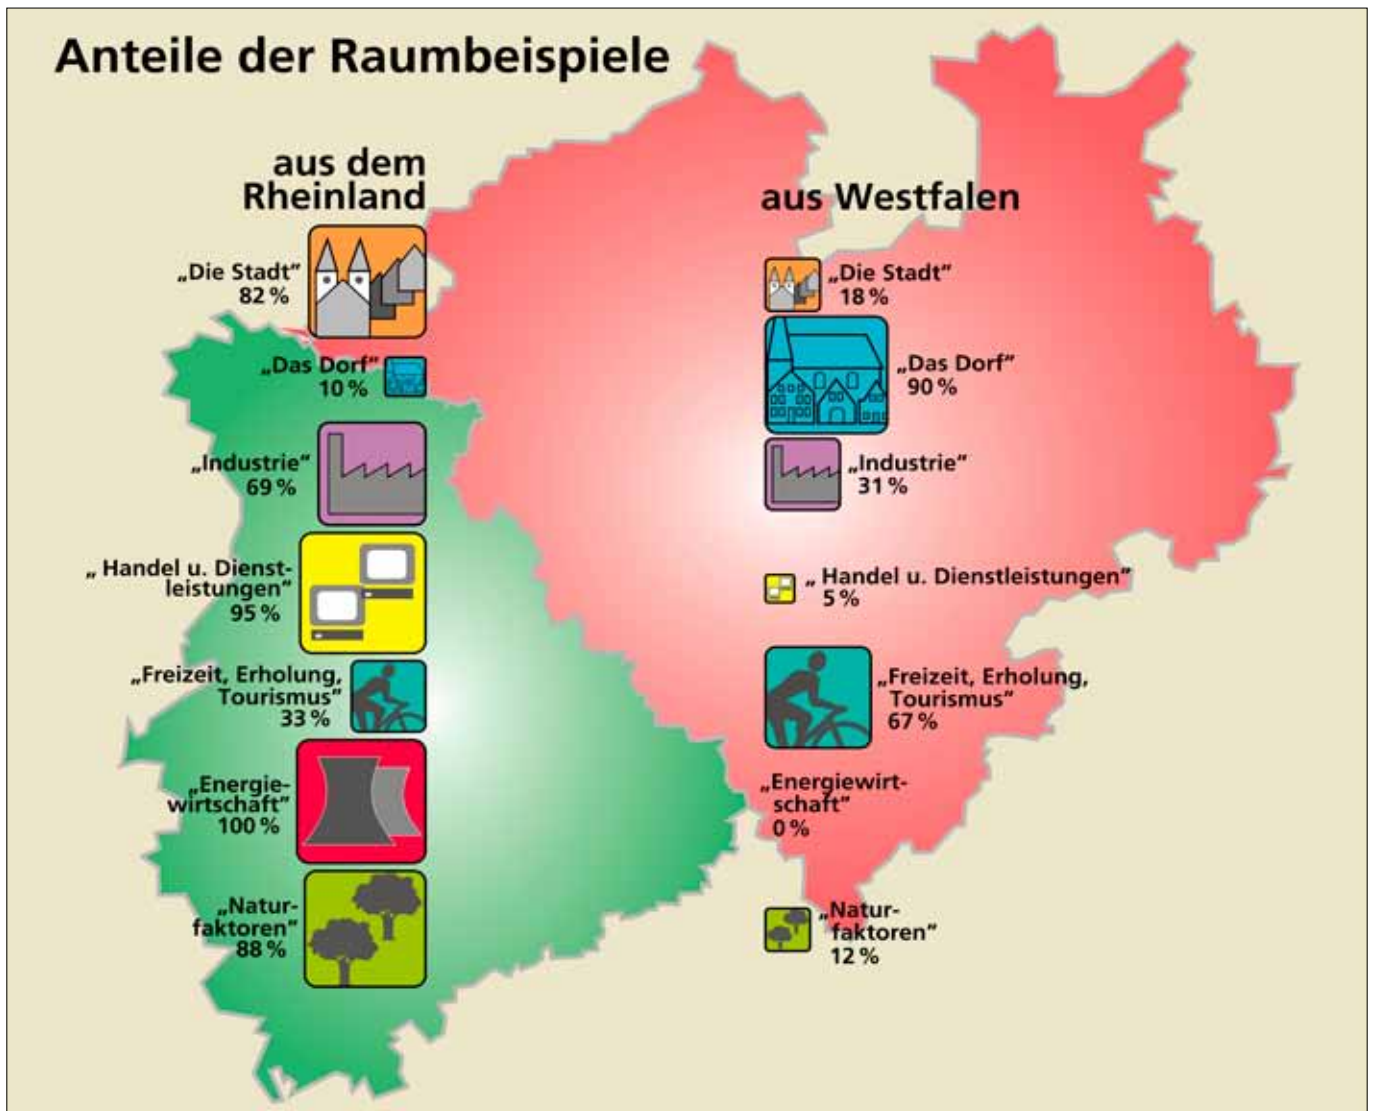 Anteile der Raumbeispiele
aus dem
Rheinland
„Die Stadt”
82 %
„Das Dorf”
10 %
„Industrie”
69 %
„ Handel u. Dienst-
leistungen”
95 %
„Freizeit, Erholung,
Tourismus”
33 %
„Energie-
wirtschaft”
100 %
„Natur-
faktoren”
88 %
aus Westfalen
„Die Stadt”
18 %
„Das Dorf”
90 %
„Industrie”
31 %
„ Handel u. Dienstleistungen”
5 %
„Freizeit, Erholung,
Tourismus”
67 %
„Energiewirt-
schaft”
0 %
„Natur-
faktoren”
12 %